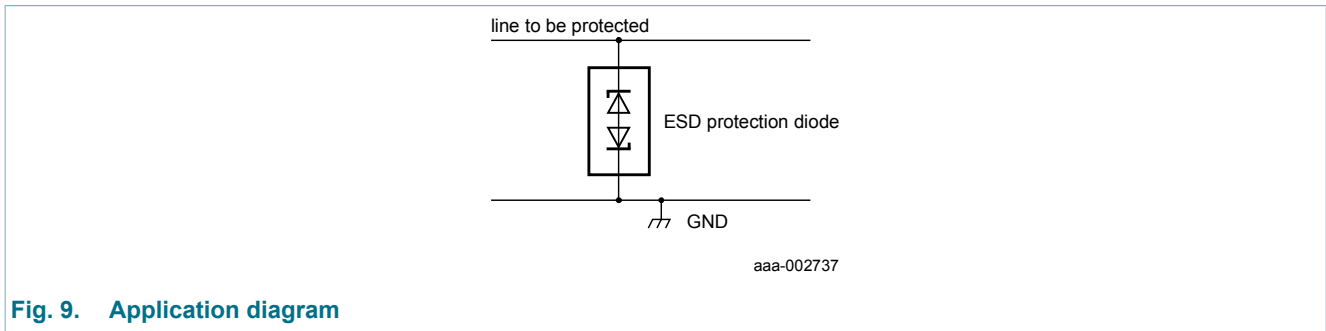 line to be protected
ESD protection diode
GND
aaa-002737
Fig. 9. Application diagram